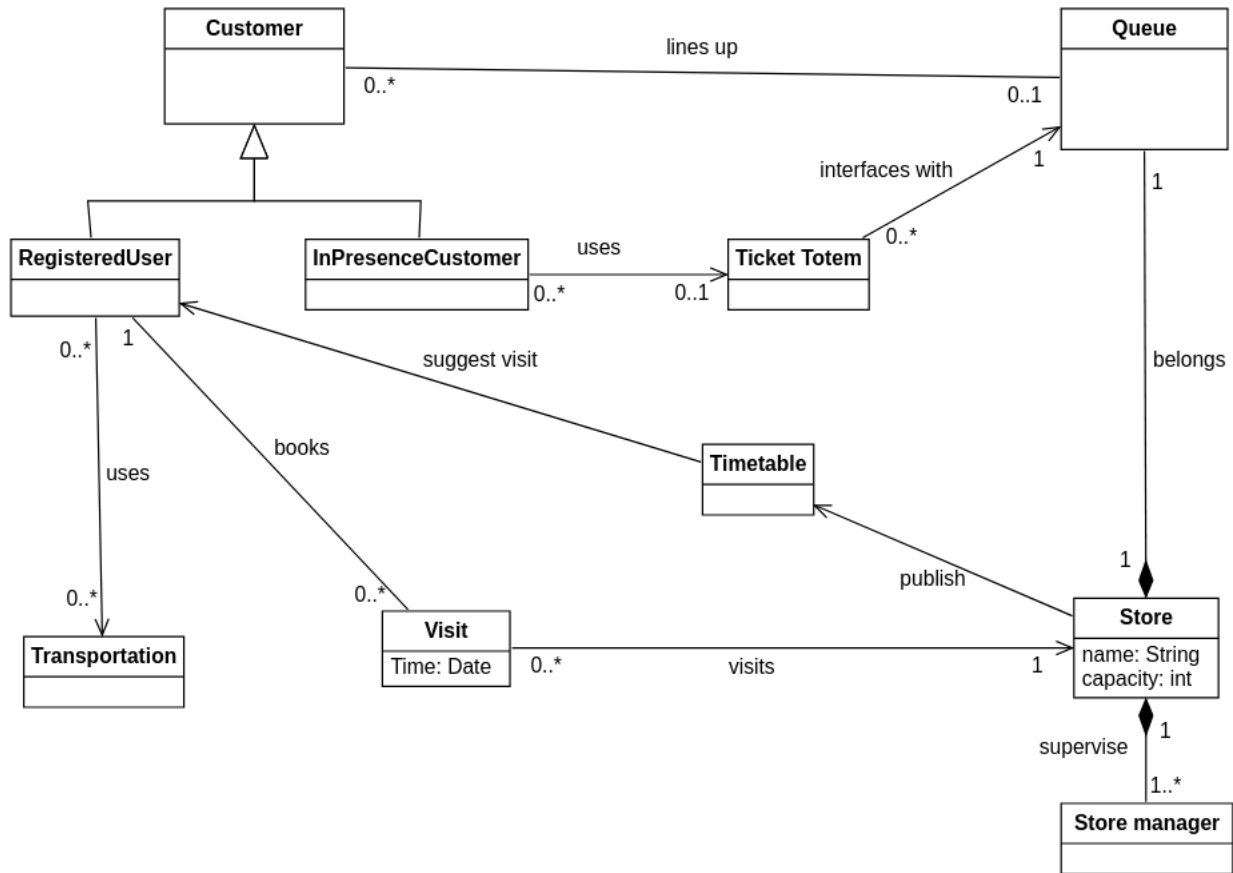 Customer
Queue
lines up
0..*
0..1
interfaces with
1
1
0..*
RegisteredUser
InPresenceCustomer
uses
Ticket Totem
0..*
0..1
0..*
1
suggest visit
belongs
books
Timetable
uses
publish
1
0..*
0..*
Transportation
Visit
Time: Date
0..*
visits
1
Store
name: String
capacity: int
1
supervise
1..*
Store manager